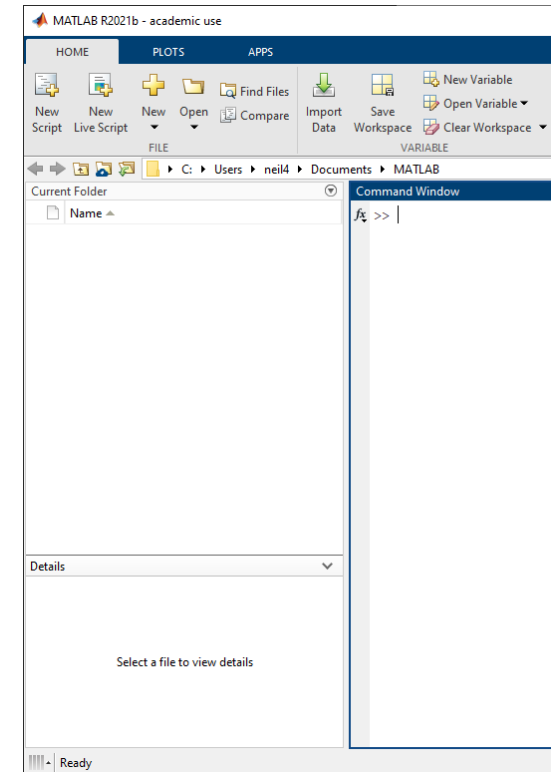 MATLAB R2021b - academic use
HOME PLOTS APPS
New Script
New Live Script
New
Open
Find Files
Compare
Import Data
Save Workspace
New Variable
Open Variable
Clear Workspace
FILE
VARIABLE
C: Users neil4 Documents MATLAB
Current Folder
Name
Command Window
fx >>
Details
Select a file to view details
Ready